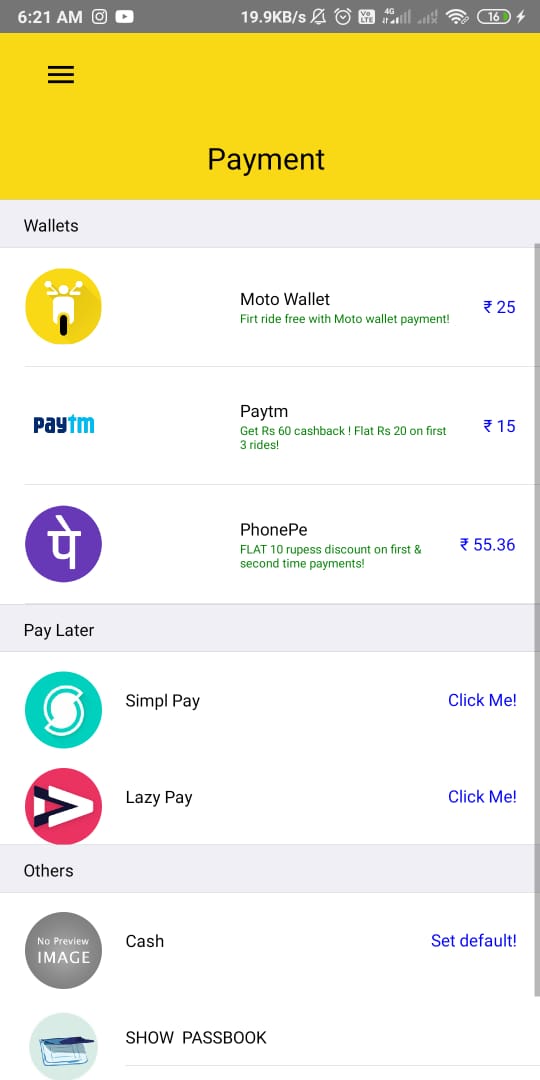 6:21 AM 19.9KB/s Vo LTE 4G 16
Payment
Wallets
Moto Wallet
Firt ride free with Moto wallet payment!
₹ 25
paytm
Paytm
Get Rs 60 cashback ! Flat Rs 20 on first
3 rides!
₹ 15
पे
PhonePe
FLAT 10 rupess discount on first &
second time payments!
₹ 55.36
Pay Later
Simpl Pay
Click Me!
Lazy Pay
Click Me!
Others
No Preview
IMAGE
Cash
Set default!
SHOW PASSBOOK